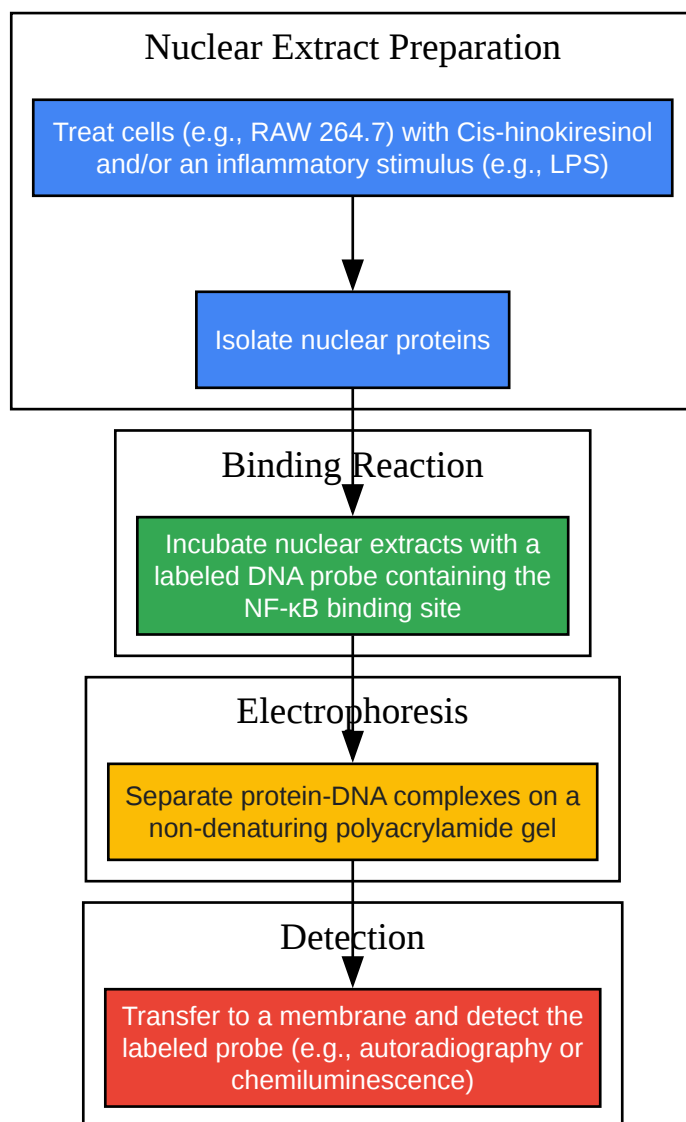 Nuclear Extract Preparation
Treat cells (e.g., RAW 264.7) with Cis-hinokiresinol
and/or an inflammatory stimulus (e.g., LPS)
Isolate nuclear proteins
Binding Reaction
Incubate nuclear extracts with a
labeled DNA probe containing the
NF-κB binding site
Electrophoresis
Separate protein-DNA complexes on a
non-denaturing polyacrylamide gel
Detection
Transfer to a membrane and detect the
labeled probe (e.g., autoradiography or
chemiluminescence)